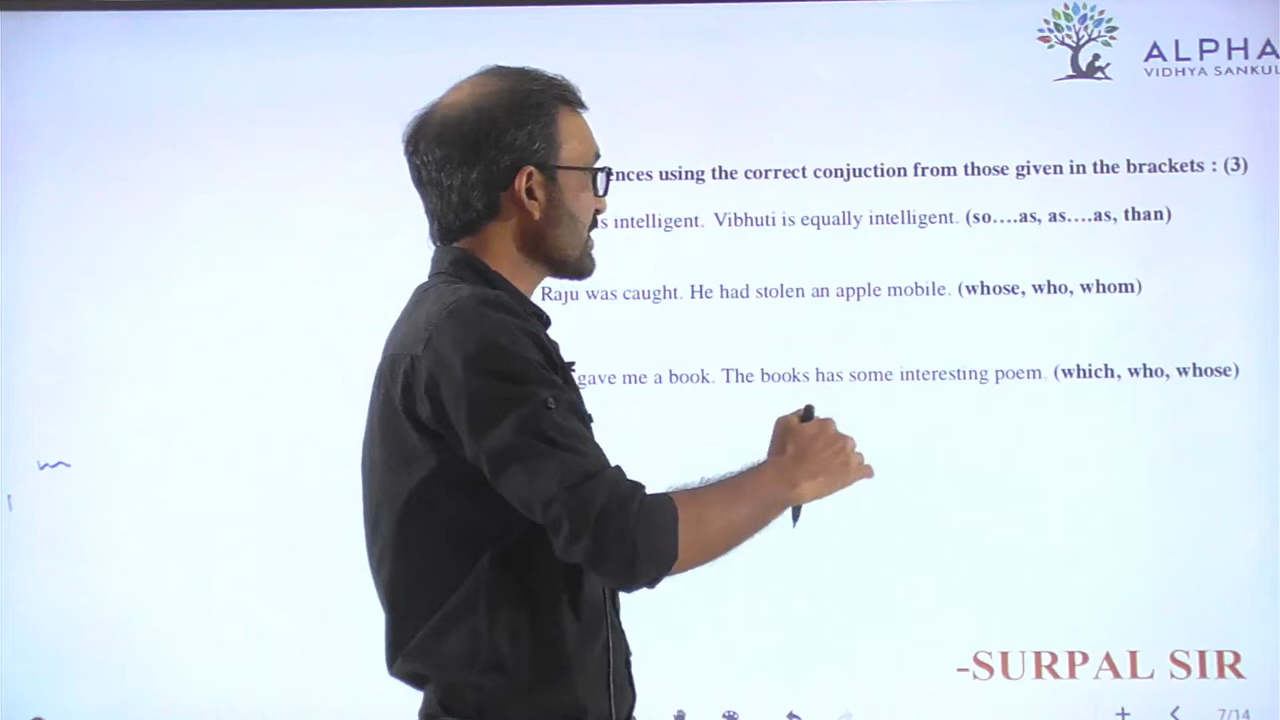 ALPHA
VIDHYA SANKUL
using the correct conjuction from those given in the brackets : (3)
intelligent. Vibhuti is equally intelligent. (so....as, as....as, than)
Raju was caught. He had stolen an apple mobile. (whose, who, whom)
gave me a book. The books has some interesting poem. (which, who, whose)
-SURPAL SIR
7/14